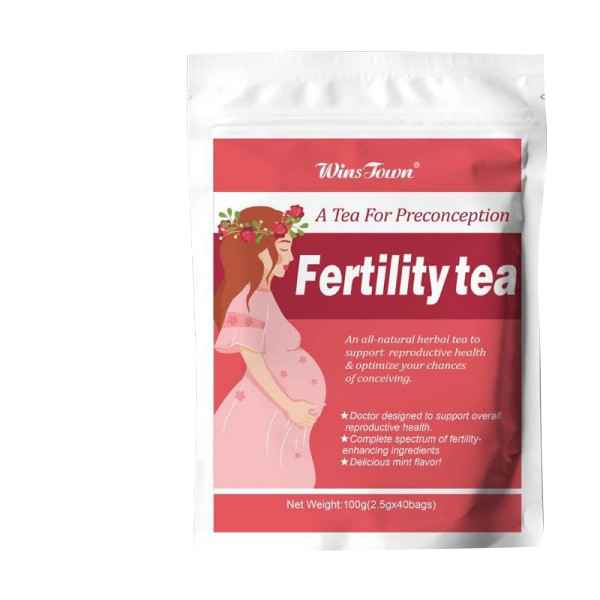 Wins Town®
A Tea For Preconception
Fertility tea
An all-natural herbal tea to
support reproductive health
& optimize your chances
of conceiving.
★Doctor designed to support overall
reproductive health.
★Complete spectrum of fertility-
enhancing ingredients
★Delicious mint flavor!
Net Weight:100g(2.5gx40bags)